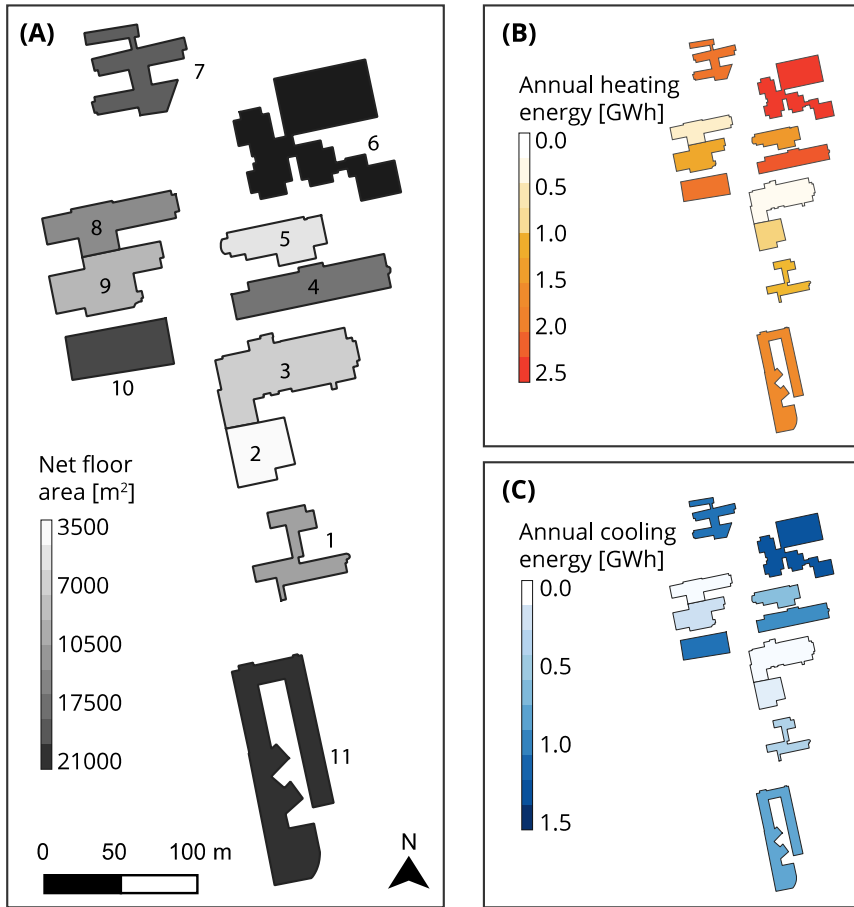 (A)
7
6
8
5
9
4
10
3
2
Net floor
area [m²]
3500
7000
10500
17500
21000
1
11
0 50 100 m
N
(B)
Annual heating
energy [GWh]
0.0
0.5
1.0
1.5
2.0
2.5
(C)
Annual cooling
energy [GWh]
0.0
0.5
1.0
1.5